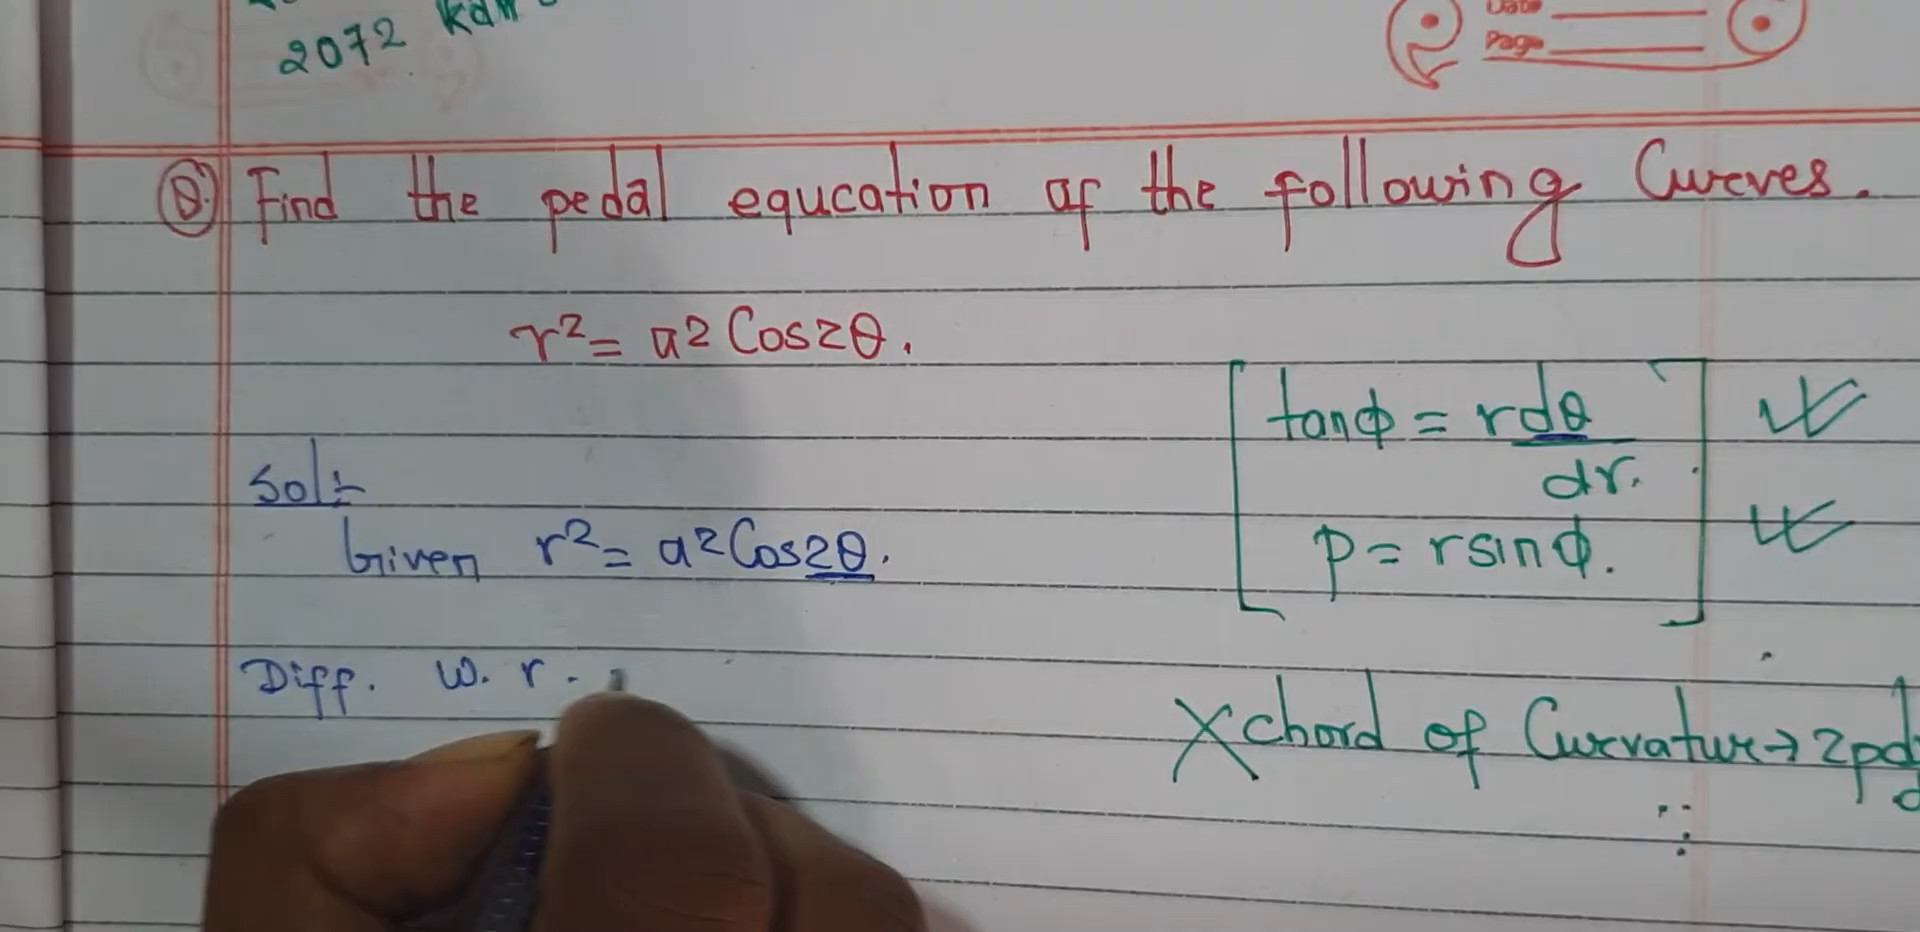 2072
Date
Page
Q. Find the pedal equcation of the following Curves.
r² = a² Cos2θ.
tanφ = r dθ/dr.
p = r sinφ.
Sol:-
Given r² = a² Cos2θ.
Diff. w. r.
X chord of Curvature → 2p